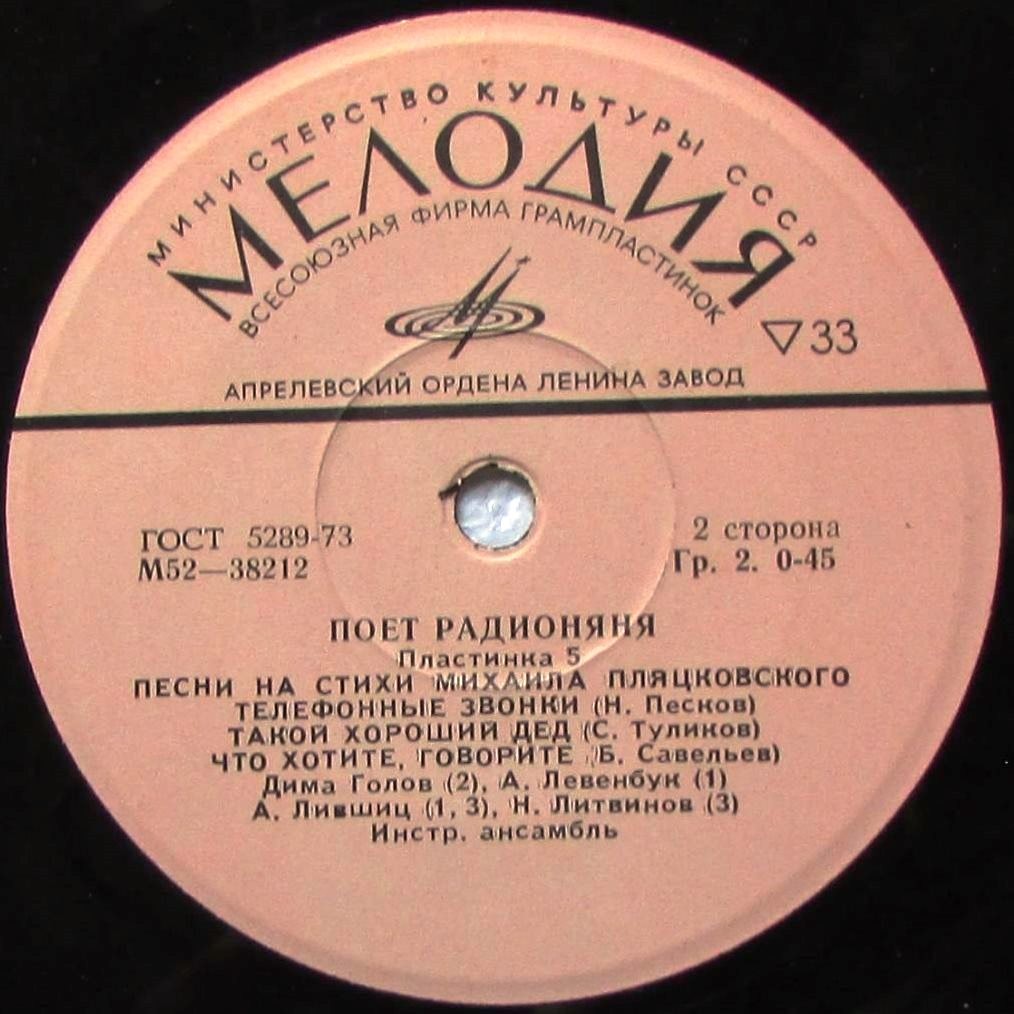 МИНИСТЕРСТВО КУЛЬТУРЫ СССР
МЕЛОДИЯ
ВСЕСОЮЗНАЯ ФИРМА ГРАМПЛАСТИНОК
33
АПРЕЛЕВСКИЙ ОРДЕНА ЛЕНИНА ЗАВОД
ГОСТ 5289-73
М52—38212
2 сторона
Гр. 2. 0-45
ПОЕТ РАДИОНЯНЯ
Пластинка 5
ПЕСНИ НА СТИХИ МИХАИЛА ПЛЯЦКОВСКОГО
ТЕЛЕФОННЫЕ ЗВОНКИ (Н. Песков)
ТАКОЙ ХОРОШИЙ ДЕД (С. Туликов)
ЧТО ХОТИТЕ, ГОВОРИТЕ (Б. Савельев)
Дима Голов (2), А. Левенбук (1)
А. Лившиц (1, 3), Н. Литвинов (3)
Инстр. ансамбль